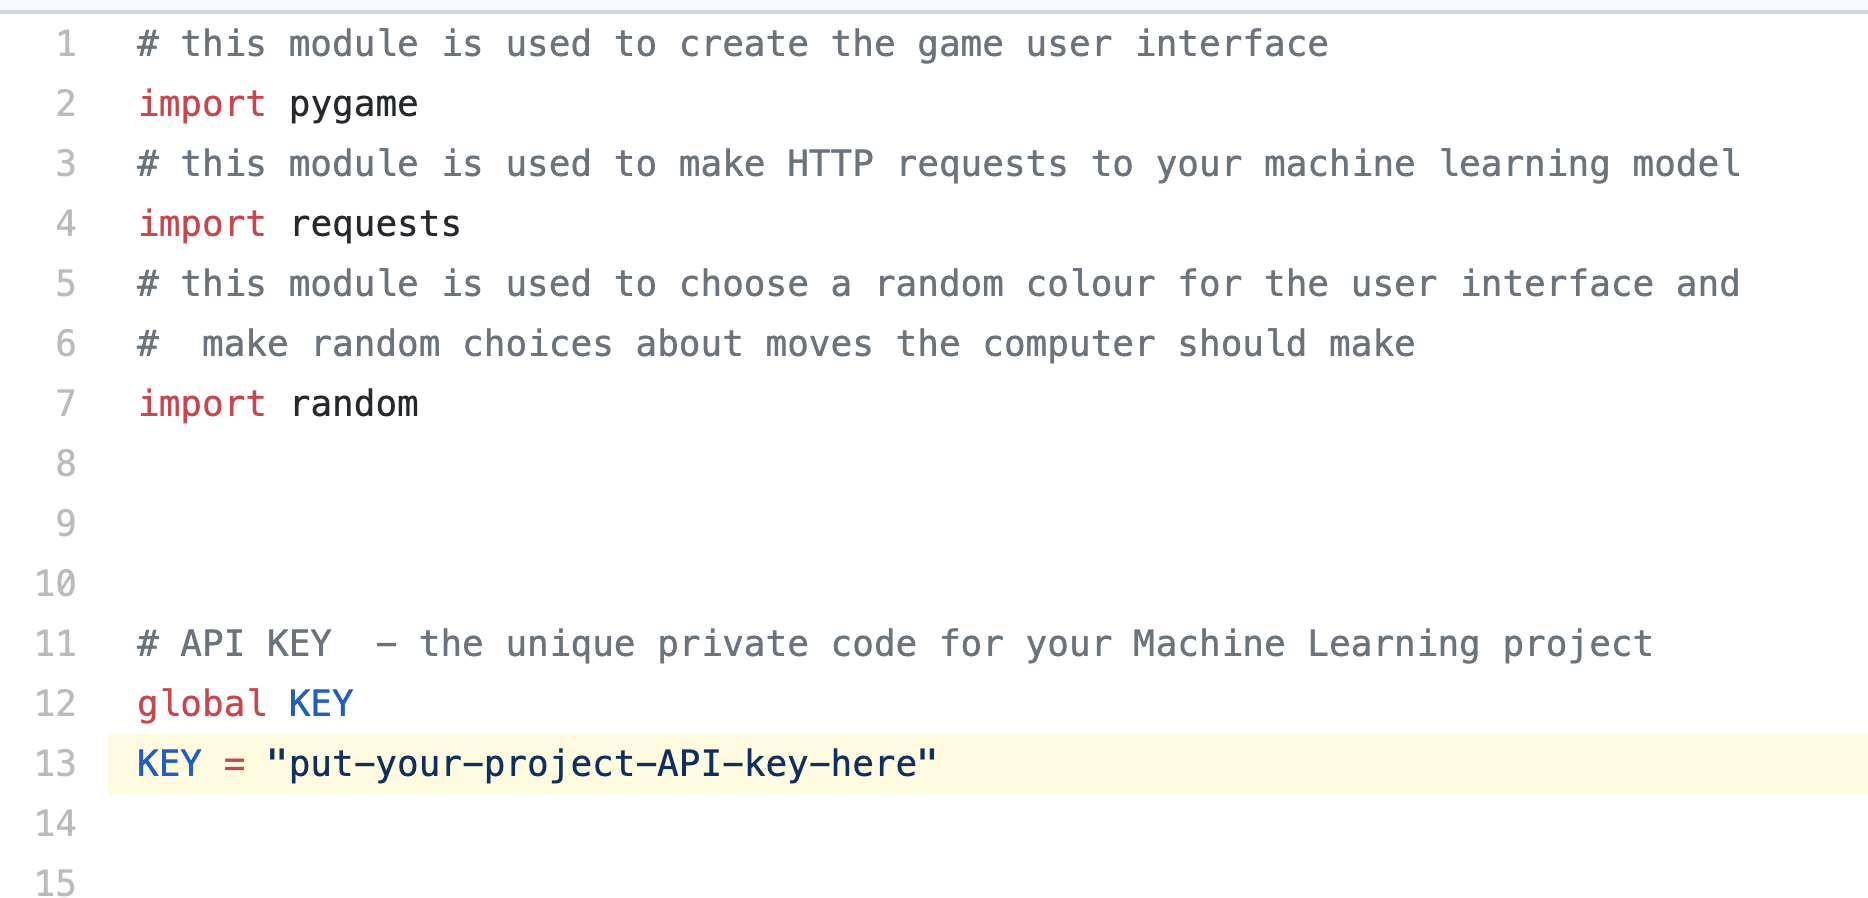 1 # this module is used to create the game user interface
2 import pygame
3 # this module is used to make HTTP requests to your machine learning model
4 import requests
5 # this module is used to choose a random colour for the user interface and
6 #  make random choices about moves the computer should make
7 import random
8
9
10
11 # API KEY  - the unique private code for your Machine Learning project
12 global KEY
13 KEY = "put-your-project-API-key-here"
14
15